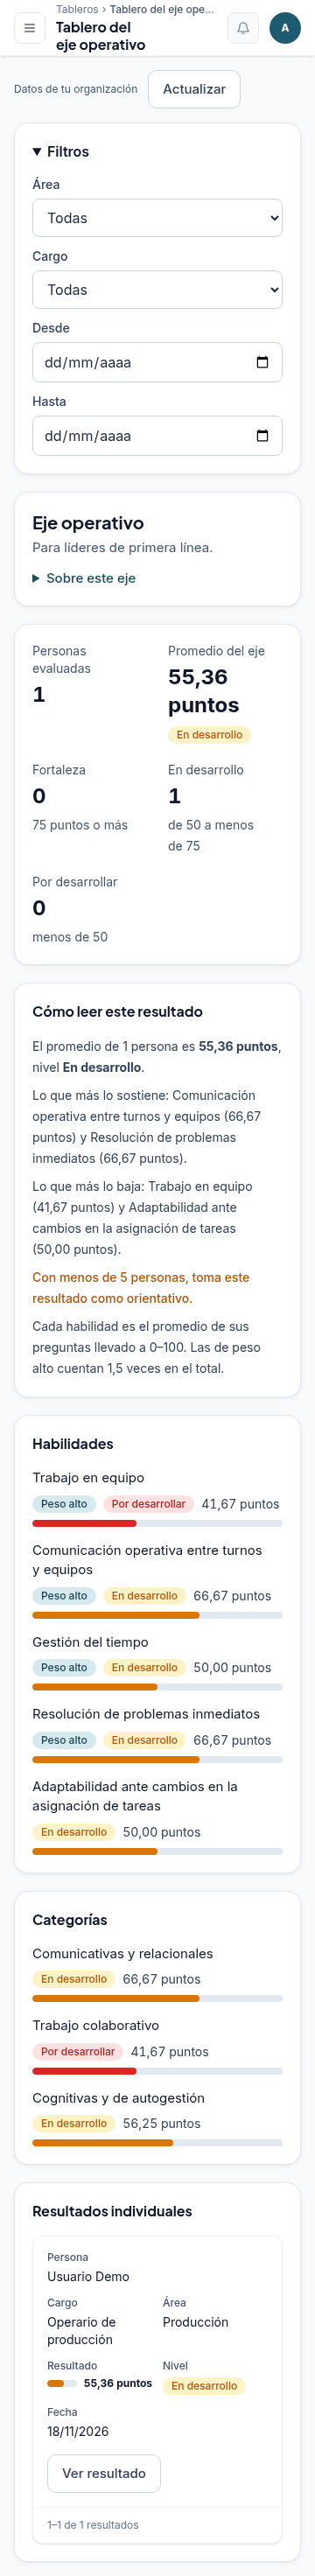 Tableros › Tablero del eje ope...
Tablero del
eje operativo
A
Datos de tu organización
Actualizar
Filtros
Área
Todas
Cargo
Todas
Desde
dd/mm/aaaa
Hasta
dd/mm/aaaa
Eje operativo
Para líderes de primera línea.
Sobre este eje
Personas
evaluadas
1
Promedio del eje
55,36
puntos
En desarrollo
Fortaleza
0
75 puntos o más
En desarrollo
1
de 50 a menos
de 75
Por desarrollar
0
menos de 50
Cómo leer este resultado
El promedio de 1 persona es 55,36 puntos,
nivel En desarrollo.
Lo que más lo sostiene: Comunicación
operativa entre turnos y equipos (66,67
puntos) y Resolución de problemas
inmediatos (66,67 puntos).
Lo que más lo baja: Trabajo en equipo
(41,67 puntos) y Adaptabilidad ante
cambios en la asignación de tareas
(50,00 puntos).
Con menos de 5 personas, toma este
resultado como orientativo.
Cada habilidad es el promedio de sus
preguntas llevado a 0–100. Las de peso
alto cuentan 1,5 veces en el total.
Habilidades
Trabajo en equipo
Peso alto Por desarrollar 41,67 puntos
Comunicación operativa entre turnos
y equipos
Peso alto En desarrollo 66,67 puntos
Gestión del tiempo
Peso alto En desarrollo 50,00 puntos
Resolución de problemas inmediatos
Peso alto En desarrollo 66,67 puntos
Adaptabilidad ante cambios en la
asignación de tareas
En desarrollo 50,00 puntos
Categorías
Comunicativas y relacionales
En desarrollo 66,67 puntos
Trabajo colaborativo
Por desarrollar 41,67 puntos
Cognitivas y de autogestión
En desarrollo 56,25 puntos
Resultados individuales
Persona
Usuario Demo
Cargo
Operario de
producción
Área
Producción
Resultado
55,36 puntos
Nivel
En desarrollo
Fecha
18/11/2026
Ver resultado
1–1 de 1 resultados